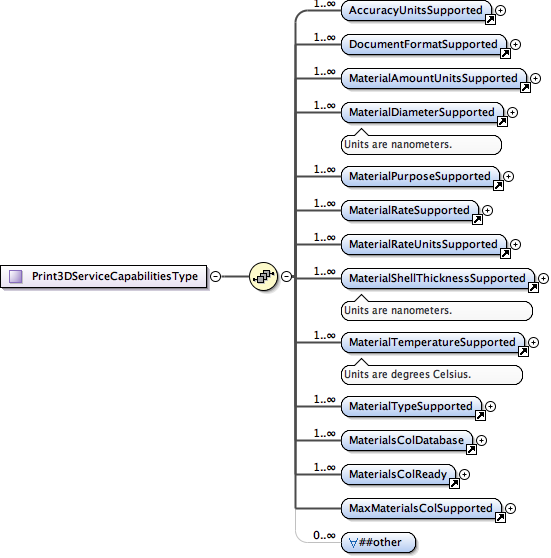 1..∞
AccuracyUnitsSupported
1..∞
DocumentFormatSupported
1..∞
MaterialAmountUnitsSupported
1..∞
MaterialDiameterSupported
Units are nanometers.
1..∞
MaterialPurposeSupported
1..∞
MaterialRateSupported
1..∞
MaterialRateUnitsSupported
Print3DServiceCapabilitiesType
1..∞
MaterialShellThicknessSupported
Units are nanometers.
1..∞
MaterialTemperatureSupported
Units are degrees Celsius.
1..∞
MaterialTypeSupported
1..∞
MaterialsColDatabase
1..∞
MaterialsColReady
MaxMaterialsColSupported
0..∞
∀##other